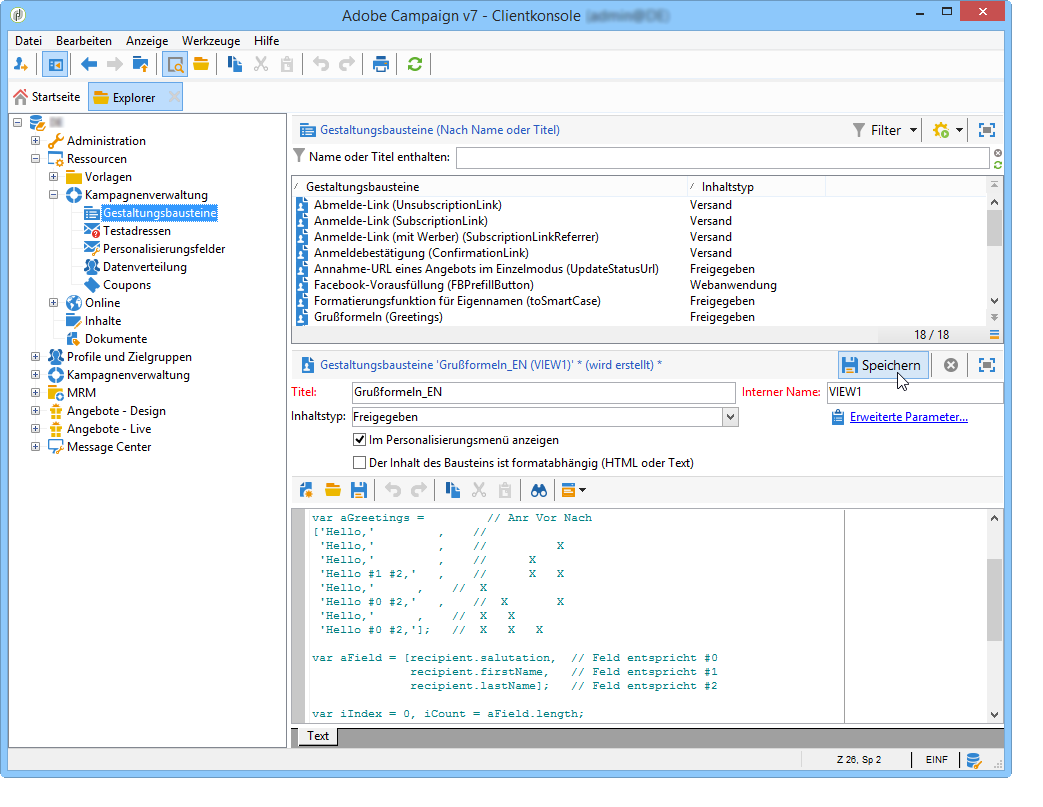 Adobe Campaign v7 - Clientkonsole
Datei Bearbeiten Anzeige Werkzeuge Hilfe
Startseite Explorer
Administration
Ressourcen
Vorlagen
Kampagnenverwaltung
Gestaltungsbausteine
Testadressen
Personalisierungsfelder
Datenverteilung
Coupons
Online
Inhalte
Dokumente
Profile und Zielgruppen
Kampagnenverwaltung
MRM
Angebote - Design
Angebote - Live
Message Center
Gestaltungsbausteine (Nach Name oder Titel) Filter
Name oder Titel enthalten:
Gestaltungsbausteine Inhaltstyp
Abmelde-Link (UnsubscriptionLink) Versand
Anmelde-Link (SubscriptionLink) Versand
Anmelde-Link (mit Werber) (SubscriptionLinkReferrer) Versand
Anmeldebestätigung (ConfirmationLink) Versand
Annahme-URL eines Angebots im Einzelmodus (UpdateStatusUrl) Freigegeben
Facebook-Vorausfüllung (FBPrefillButton) Webanwendung
Formatierungsfunktion für Eigennamen (toSmartCase) Freigegeben
Grußformeln (Greetings) Freigegeben
18 / 18
Gestaltungsbausteine 'Grußformeln_EN (VIEW1)' * (wird erstellt) * Speichern
Titel: Grußformeln_EN Interner Name: VIEW1
Inhaltstyp: Freigegeben Erweiterte Parameter...
Im Personalisierungsmenü anzeigen
Der Inhalt des Bausteins ist formatabhängig (HTML oder Text)
var aGreetings = // Anr Vor Nach
['Hello,' , //
'Hello,' , // X
'Hello,' , // X
'Hello #1 #2,' , // X X
'Hello,' , // X
'Hello #0 #2,' , // X X
'Hello,' , // X X
'Hello #0 #2,']; // X X X
var aField = [recipient.salutation, // Feld entspricht #0
recipient.firstName, // Feld entspricht #1
recipient.lastName]; // Feld entspricht #2
var iIndex = 0, iCount = aField.length;
Text
Z 26, Sp 2 EINF